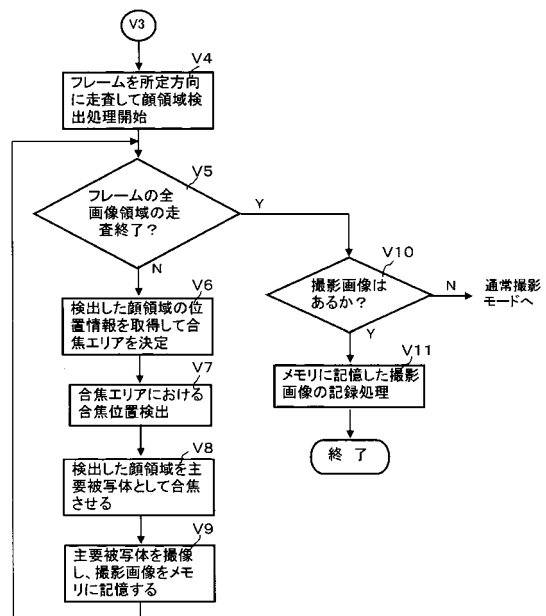 V3
V4
フレームを所定方向
に走査して顔領域検
出処理開始
V5
フレームの全
画像領域の走
査終了?
Y
N
V6
検出した顔領域の位
置情報を取得して合
焦エリアを決定
V7
合焦エリアにおける
合焦位置検出
V8
検出した顔領域を主
要被写体として合焦
させる
V9
主要被写体を撮像
し、撮影画像をメモ
リに記憶する
V10
撮影画像は
あるか?
N
通常撮影
モードへ
Y
V11
メモリに記憶した撮影
画像の記録処理
終 了